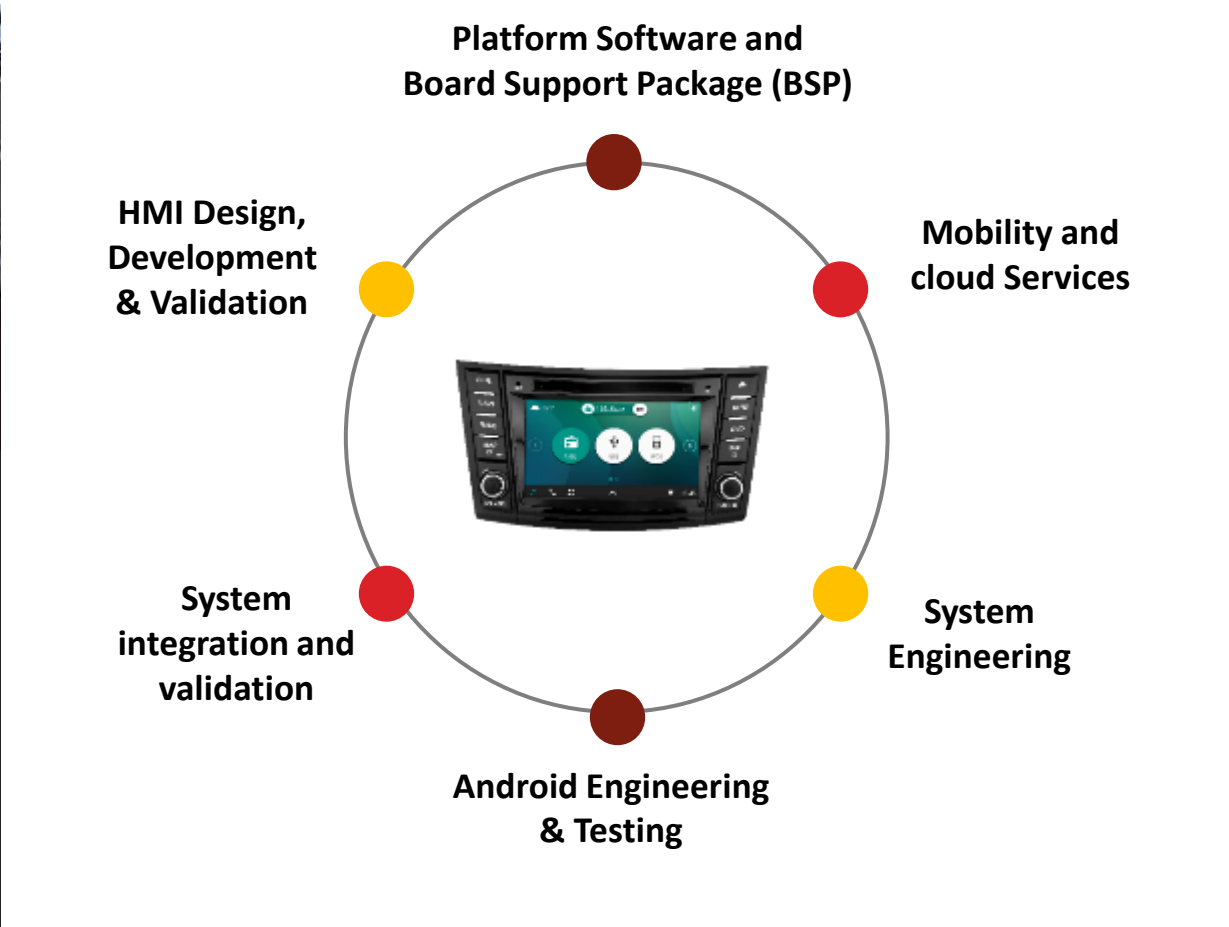 Platform Software and
Board Support Package (BSP)
HMI Design,
Development
& Validation
Mobility and
cloud Services
System
integration and
validation
System
Engineering
Android Engineering
& Testing